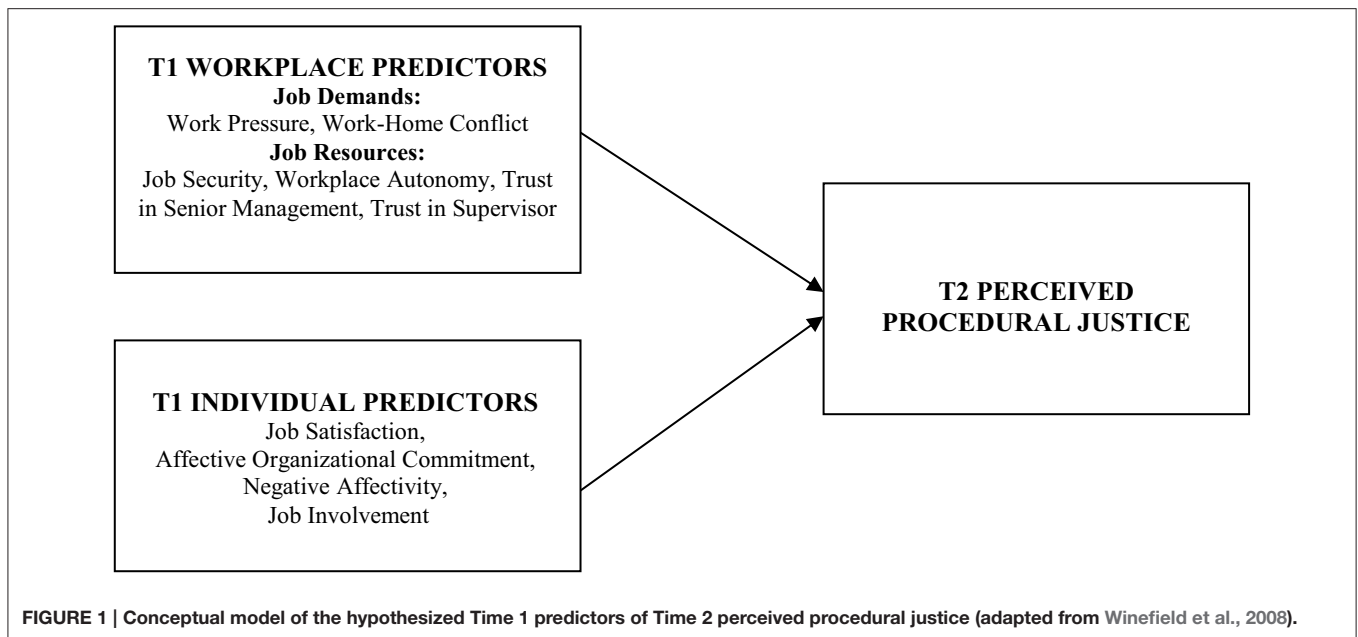 T1 WORKPLACE PREDICTORS
Job Demands:
Work Pressure, Work-Home Conflict
Job Resources:
Job Security, Workplace Autonomy, Trust
in Senior Management, Trust in Supervisor
T2 PERCEIVED
PROCEDURAL JUSTICE
T1 INDIVIDUAL PREDICTORS
Job Satisfaction,
Affective Organizational Commitment,
Negative Affectivity,
Job Involvement
FIGURE 1 | Conceptual model of the hypothesized Time 1 predictors of Time 2 perceived procedural justice (adapted from Winefield et al., 2008).